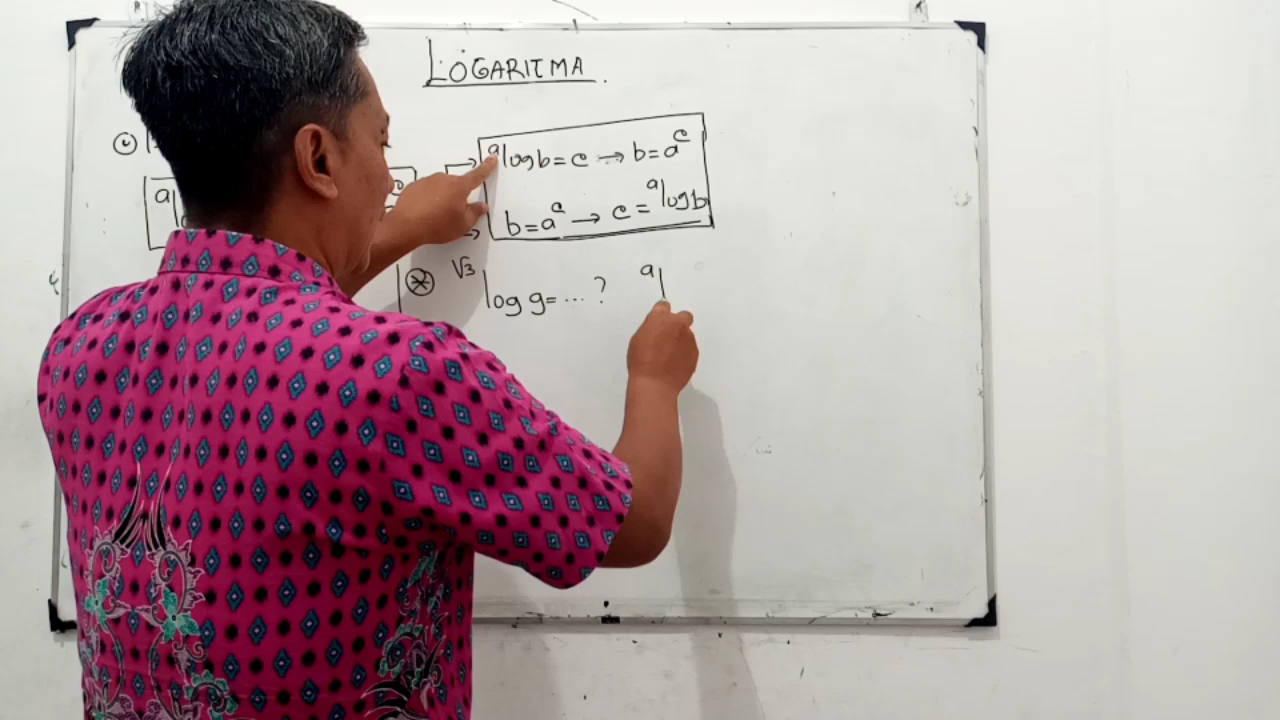 LOGARITMA
ᵃlog b = c → b = aᶜ
b = aᶜ → c = ᵃlog b
√3 log 9 = ... ?
a